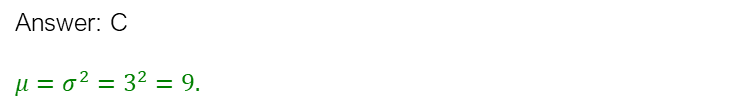 Answer: C
μ = σ² = 3² = 9.